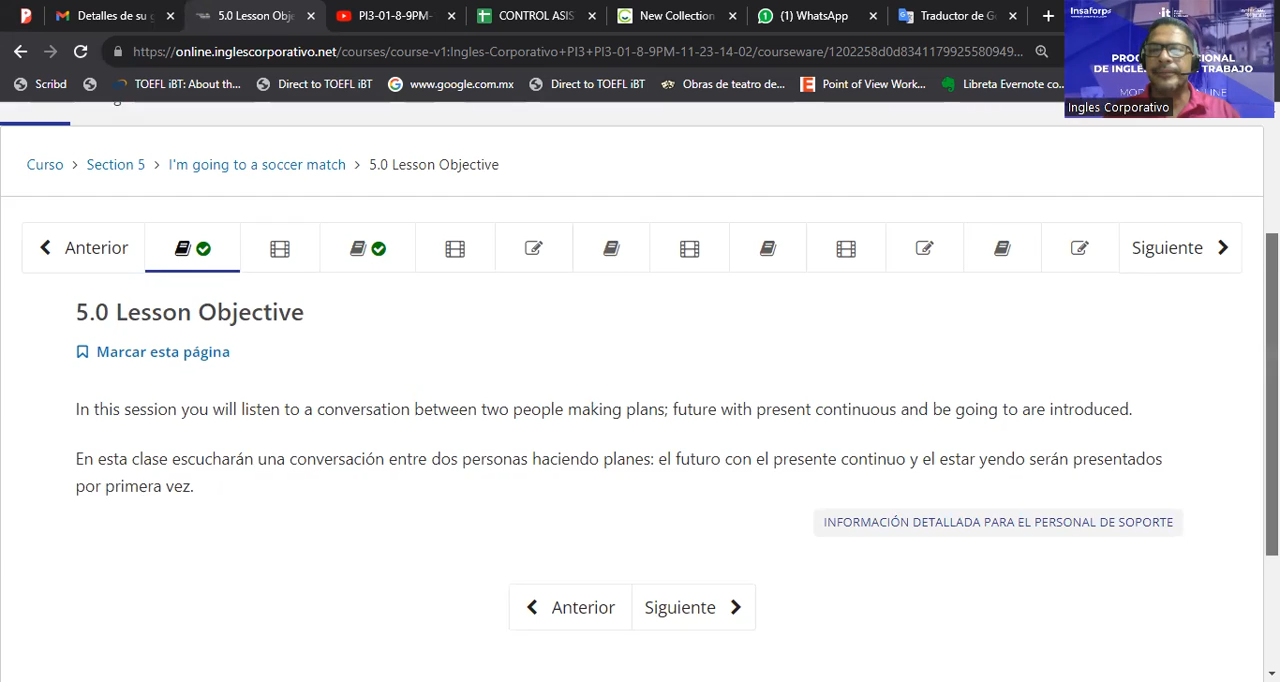 Detalles de su g
5.0 Lesson Obje
PI3-01-8-9PM-
CONTROL ASIS
New Collection
(1) WhatsApp
Traductor de Go
https://online.inglescorporativo.net/courses/course-v1:Ingles-Corporativo+PI3+PI3-01-8-9PM-11-23-14-02/courseware/1202258d0d8341179925580949...
Scribd
TOEFL iBT: About th...
Direct to TOEFL iBT
www.google.com.mx
Direct to TOEFL iBT
Obras de teatro de...
Point of View Work...
Libreta Evernote co...
Insaforp
it
Ingles Corporativo
Curso > Section 5 > I'm going to a soccer match > 5.0 Lesson Objective
Anterior
Siguiente
5.0 Lesson Objective
Marcar esta página
In this session you will listen to a conversation between two people making plans; future with present continuous and be going to are introduced.
En esta clase escucharán una conversación entre dos personas haciendo planes: el futuro con el presente continuo y el estar yendo serán presentados
por primera vez.
INFORMACIÓN DETALLADA PARA EL PERSONAL DE SOPORTE
Anterior
Siguiente